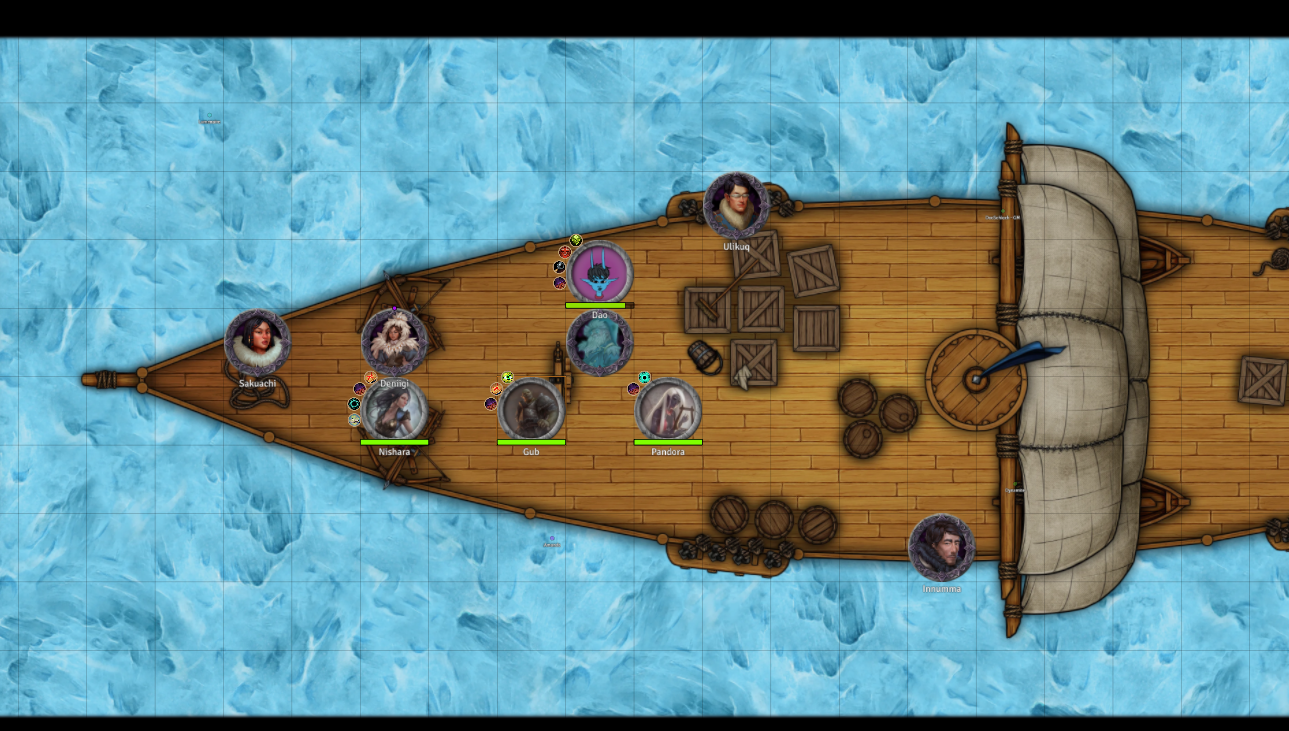 Ulikuq
Dao
Sakuachi
Deniigi
Nishara
Gub
Pandora
Innumma